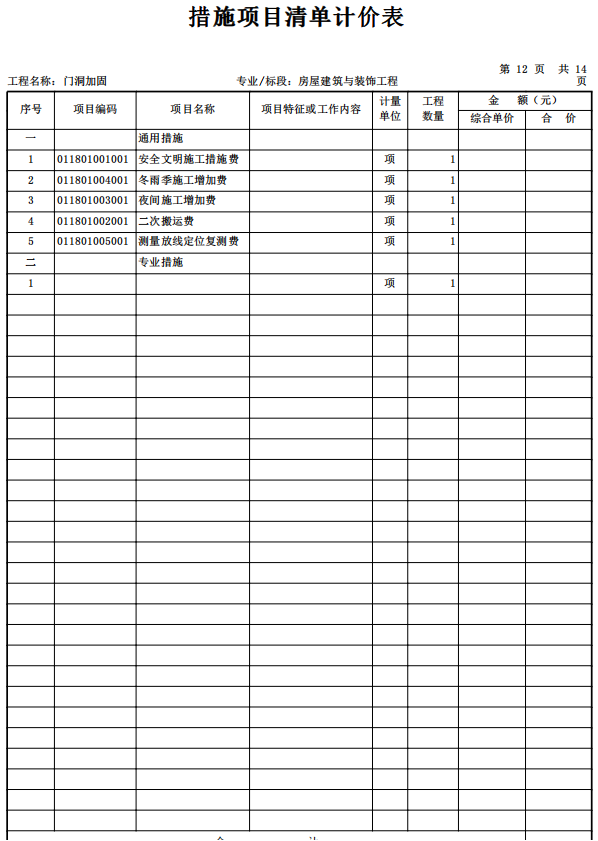 措施项目清单计价表
第 12 页 共 14
工程名称: 门洞加固 专业/标段: 房屋建筑与装饰工程 页
序号 项目编码 项目名称 项目特征或工作内容 计量单位 工程数量 金 额（元）
综合单价 合 价
一 通用措施
1 011801001001 安全文明施工措施费 项 1
2 011801004001 冬雨季施工增加费 项 1
3 011801003001 夜间施工增加费 项 1
4 011801002001 二次搬运费 项 1
5 011801005001 测量放线定位复测费 项 1
二 专业措施
1 项 1